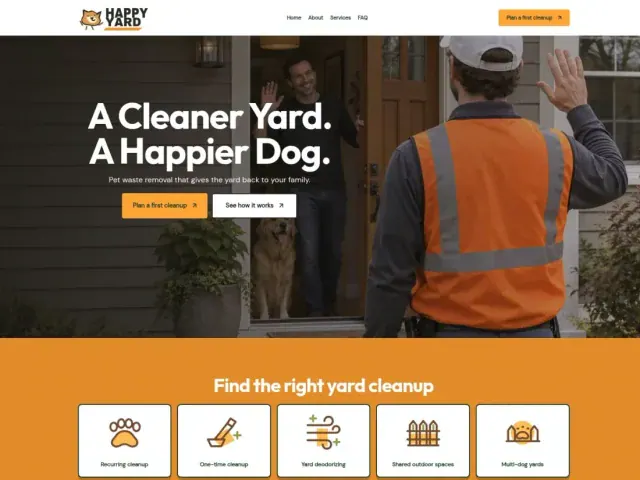 HAPPY
YARD
Home About Services FAQ
Plan a first cleanup
A Cleaner Yard.
A Happier Dog.
Pet waste removal that gives the yard back to your family.
Plan a first cleanup
See how it works
Find the right yard cleanup
Recurring cleanup
One-time cleanup
Yard deodorizing
Shared outdoor spaces
Multi-dog yards